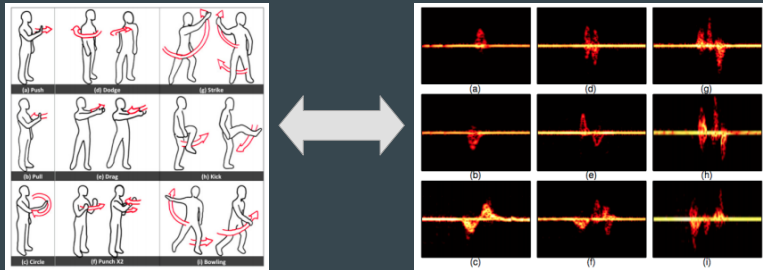 (a) Push (d) Dodge (g) Strike
(b) Pull (e) Drag (h) Kick
(c) Circle (f) Punch X2 (i) Bowling
(a) (d) (g)
(b) (e) (h)
(c) (f) (i)